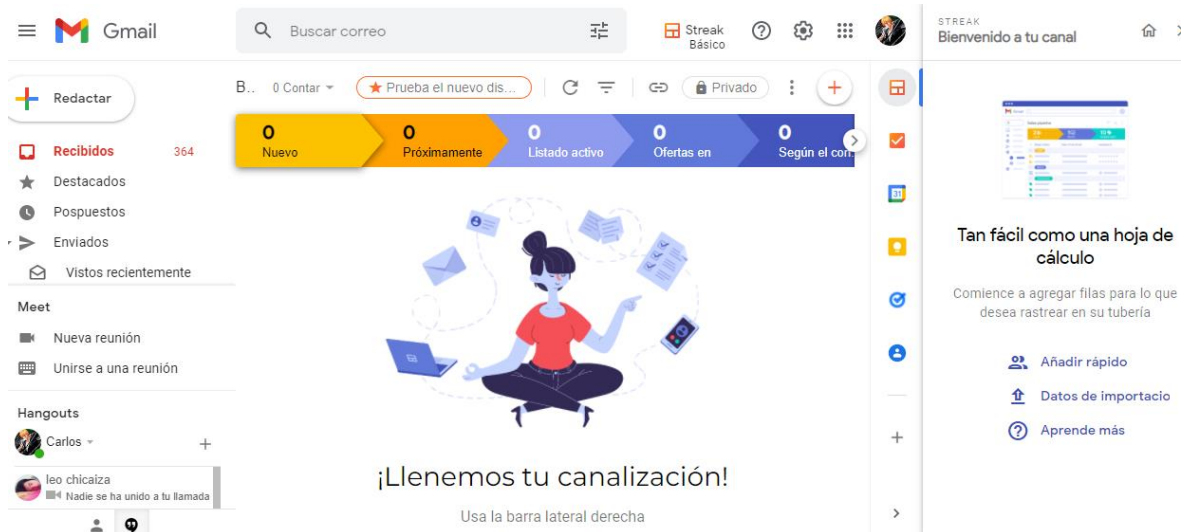 Gmail
Redactar
Recibidos 364
Destacados
Pospuestos
Enviados
Vistos recientemente
Meet
Nueva reunión
Unirse a una reunión
Hangouts
Carlos
leo chicaiza
Nadie se ha unido a tu llamada
Buscar correo
Streak
Básico
B.. 0 Contar Prueba el nuevo dis... Privado
0 0 0 0 0
Nuevo Próximamente Listado activo Ofertas en Según el con.
¡Llenemos tu canalización!
Usa la barra lateral derecha
31
STREAK
Bienvenido a tu canal
Tan fácil como una hoja de
cálculo
Comience a agregar filas para lo que
desea rastrear en su tubería
Añadir rápido
Datos de importacio
Aprende más